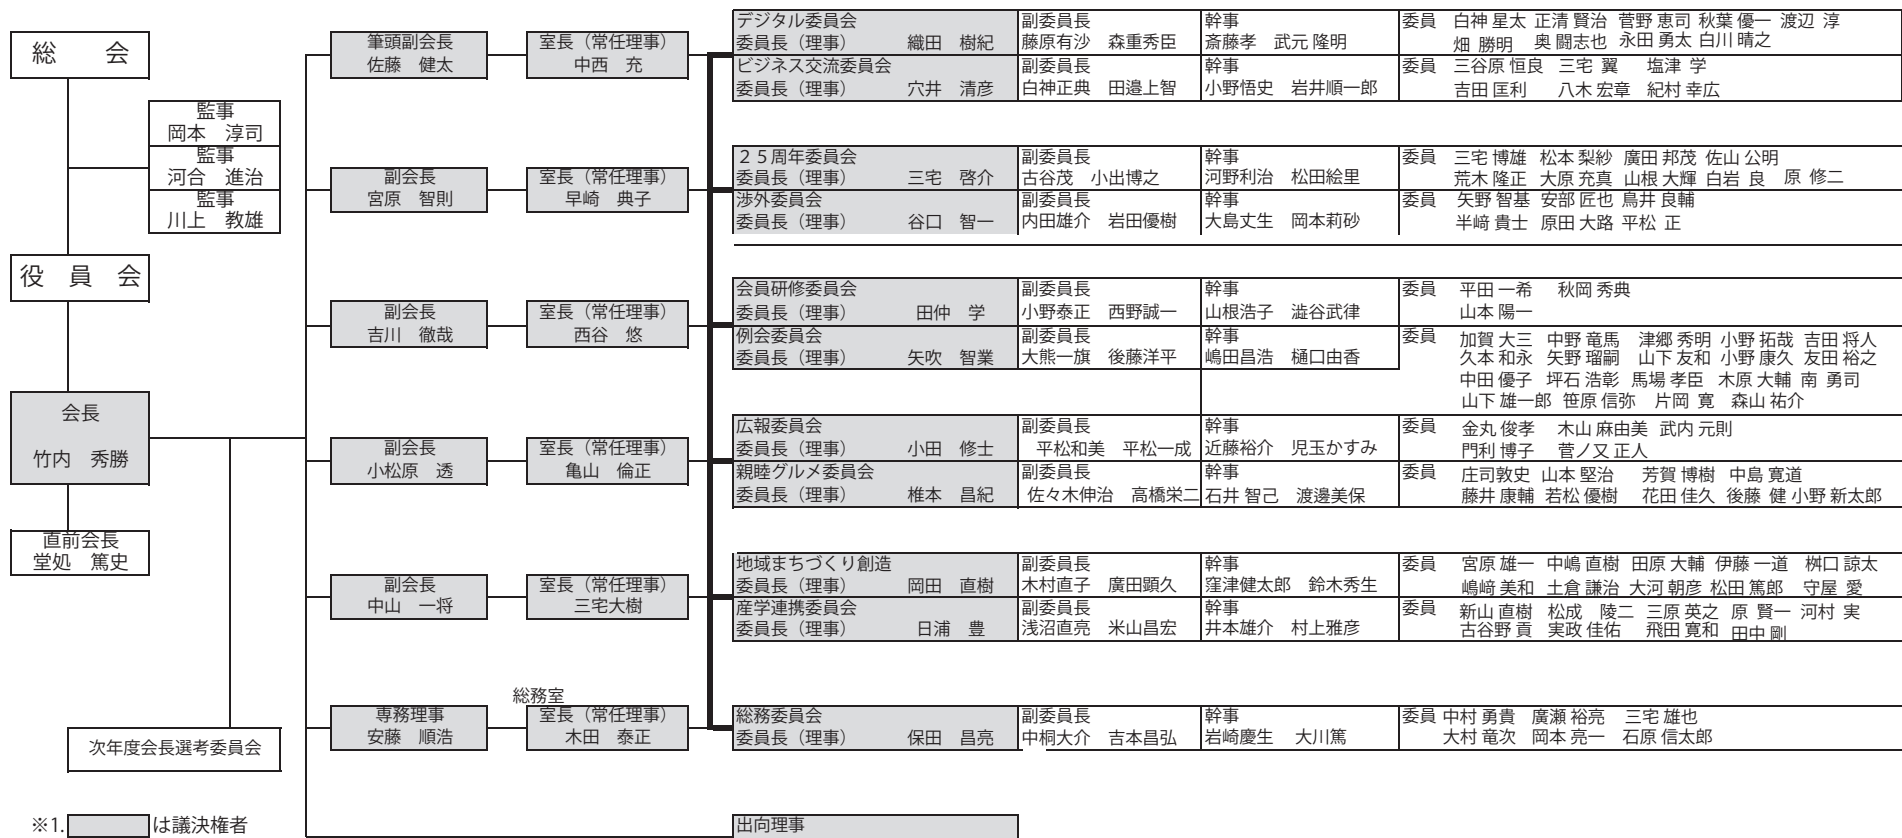 総　会
監事
岡本　淳司
監事
河合　進治
監事
川上　教雄
役　員　会
会長
竹内　秀勝
直前会長
堂処　篤史
次年度会長選考委員会
※1.　は議決権者
筆頭副会長
佐藤　健太
室長（常任理事）
中西　充
デジタル委員会
委員長（理事）　織田　樹紀
副委員長
藤原有沙　森重秀臣
幹事
斎藤孝　武元 隆明
委員　白神 星太　正清 賢治　菅野 恵司　秋葉 優一　渡辺 淳
畑 勝明　奥 闘志也　永田 勇太　白川 晴之
ビジネス交流委員会
委員長（理事）　穴井　清彦
副委員長
白神正典　田邉上智
幹事
小野悟史　岩井順一郎
委員　三谷原 恒良　三宅 翼　塩津 学
吉田 匡利　八木 宏章　紀村 幸広
副会長
宮原　智則
室長（常任理事）
早崎　典子
２５周年委員会
委員長（理事）　三宅　啓介
副委員長
古谷茂　小出博之
幹事
河野利治　松田絵里
委員　三宅 博雄　松本 梨紗　廣田 邦茂　佐山 公明
荒木 隆正　大原 充真　山根 大輝　白岩 良　原 修二
渉外委員会
委員長（理事）　谷口　智一
副委員長
内田雄介　岩田優樹
幹事
大島丈生　岡本莉砂
委員　矢野 智基　安部 匠也　鳥井 良輔
半﨑 貴士　原田 大路　平松 正
副会長
吉川　徹哉
室長（常任理事）
西谷　悠
会員研修委員会
委員長（理事）　田仲　学
副委員長
小野泰正　西野誠一
幹事
山根浩子　澁谷武律
委員　平田 一希　秋岡 秀典
山本 陽一
例会委員会
委員長（理事）　矢吹　智業
副委員長
大熊一旗　後藤洋平
幹事
嶋田昌浩　樋口由香
委員　加賀 大三　中野 竜馬　津郷 秀明　小野 拓哉　吉田 将人
久本 和永　矢野 瑠嗣　山下 友和　小野 康久　友田 裕之
中田 優子　坪石 浩彰　馬場 孝臣　木原 大輔　南 勇司
山下 雄一郎　笹原 信弥　片岡 寛　森山 祐介
副会長
小松原　透
室長（常任理事）
亀山　倫正
広報委員会
委員長（理事）　小田　修士
副委員長
平松和美　平松一成
幹事
近藤裕介　児玉かすみ
委員　金丸 俊孝　木山 麻由美　武内 元則
門利 博子　菅ノ又 正人
親睦グルメ委員会
委員長（理事）　椎本　昌紀
副委員長
佐々木伸治　高橋栄二
幹事
石井 智己　渡邊美保
委員　庄司敦史　山本 堅治　芳賀 博樹　中島 寛道
藤井 康輔　若松 優樹　花田 佳久　後藤 健　小野 新太郎
副会長
中山　一将
室長（常任理事）
三宅大樹
地域まちづくり創造
委員長（理事）　岡田　直樹
副委員長
木村直子　廣田顕久
幹事
窪津健太郎　鈴木秀生
委員　宮原 雄一　中嶋 直樹　田原 大輔　伊藤 一道　桝口 諒太
嶋﨑 美和　土倉 謙治　大河 朝彦　松田 篤郎　守屋 愛
産学連携委員会
委員長（理事）　日浦　豊
副委員長
浅沼直亮　米山昌宏
幹事
井本雄介　村上雅彦
委員　新山 直樹　松成　陵二　三原 英之　原 賢一　河村 実
古谷野 貢　実政 佳佑　飛田 寛和　田中 剛
専務理事
安藤　順浩
総務室
室長（常任理事）
木田　泰正
総務委員会
委員長（理事）　保田　昌亮
副委員長
中桐大介　吉本昌弘
幹事
岩崎慶生　大川篤
委員　中村 勇貴　廣瀬 裕亮　三宅 雄也
大村 竜次　岡本 亮一　石原 信太郎
出向理事